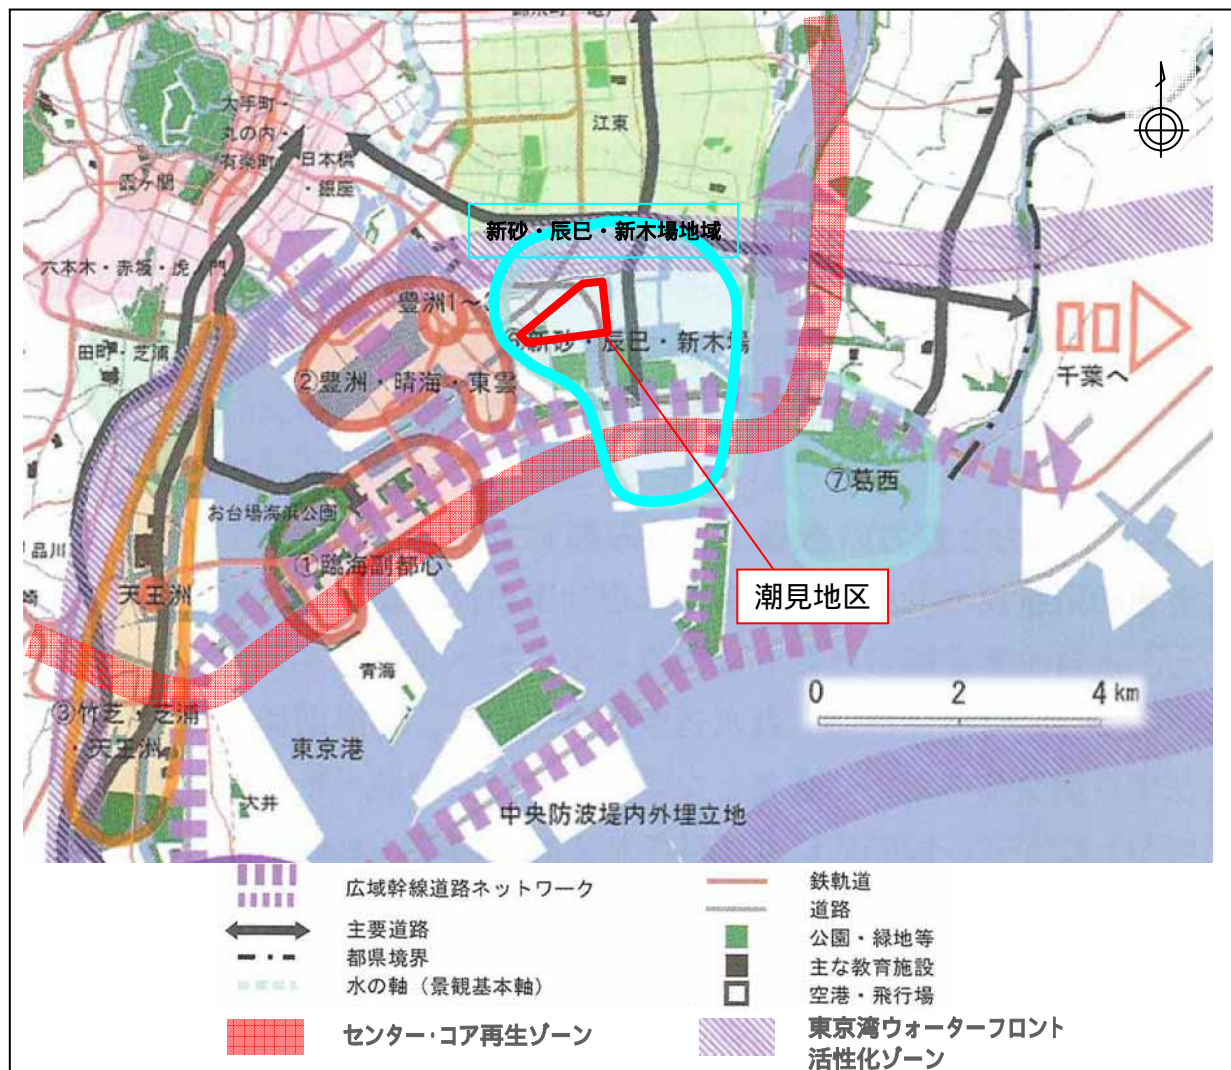 江東
大手町・
丸の内・
有楽町
日本橋
・銀座
霞ヶ関
新砂・辰巳・新木場地域
六本木・赤坂・虎ノ門
豊洲1～3
新砂・辰巳・新木場
田町・芝浦
②豊洲・晴海・東雲
千葉へ
⑦葛西
お台場海浜公園
品川
①臨海副都心
天王洲
潮見地区
青海
0 2 4 km
③竹芝・芝浦
・天王洲
東京港
大井
中央防波堤内外埋立地
広域幹線道路ネットワーク
主要道路
都県境界
水の軸（景観基本軸）
センター・コア再生ゾーン
鉄軌道
道路
公園・緑地等
主な教育施設
空港・飛行場
東京湾ウォーターフロント
活性化ゾーン